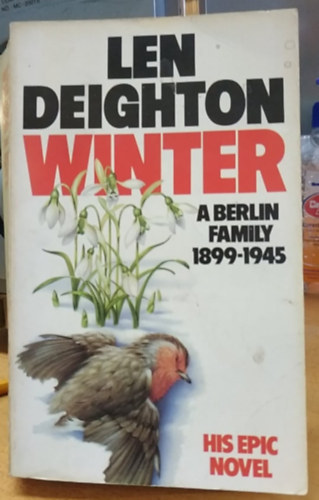 LEN
DEIGHTON
WINTER
A BERLIN
FAMILY
1899-1945
HIS EPIC
NOVEL